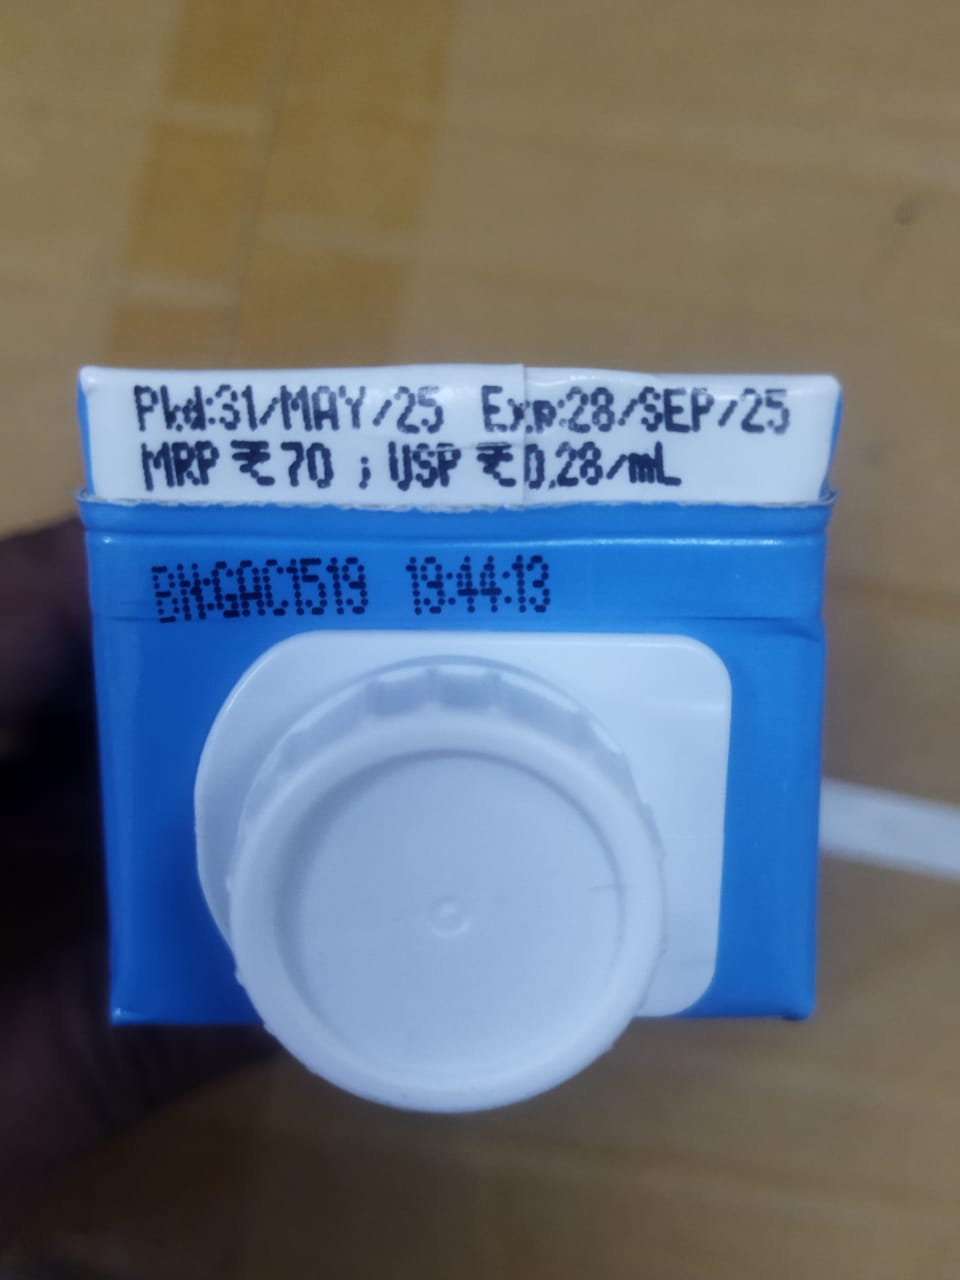 Pkd:31/MAY/25 Exp:28/SEP/25
MRP ₹70 ; USP ₹0.28/mL
BN:GAC1519 19:44:13